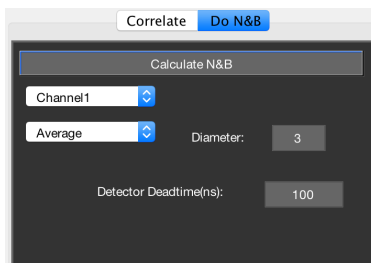 Correlate Do N&B
Calculate N&B
Channel1
Average Diameter: 3
Detector Deadtime(ns): 100